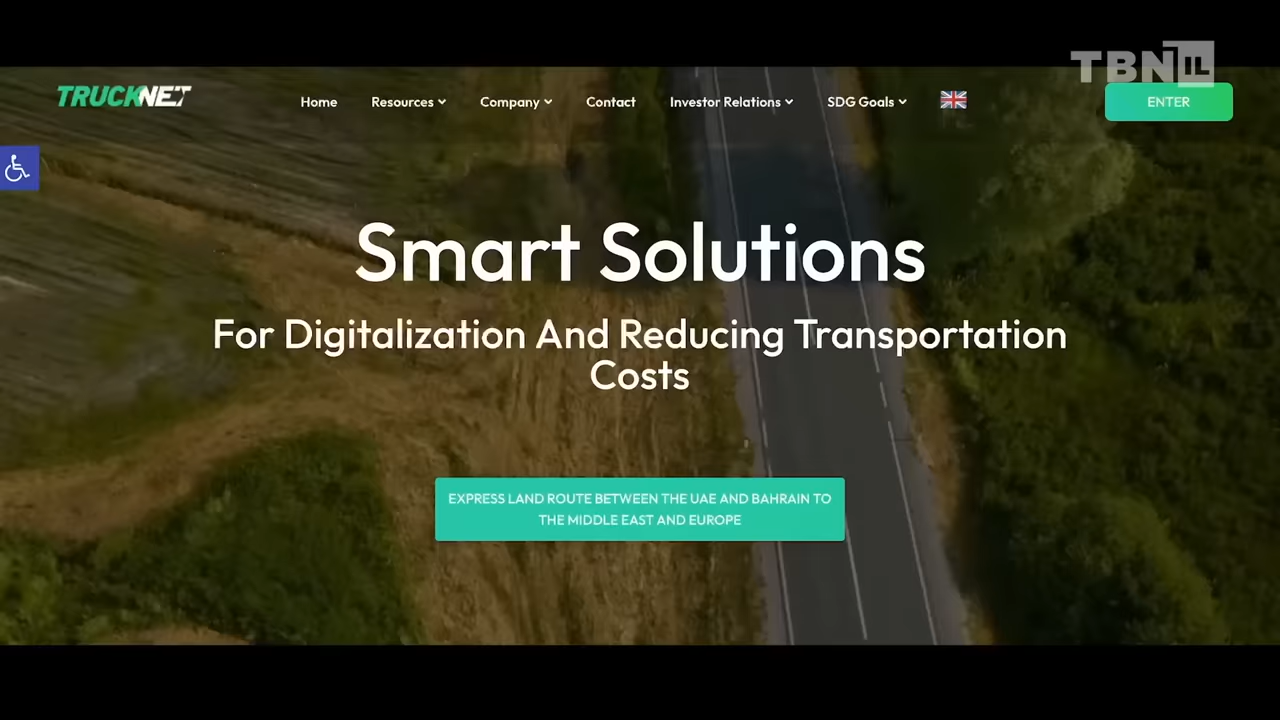 TBN IL
TRUCKNET
Home
Resources
Company
Contact
Investor Relations
SDG Goals
ENTER
Smart Solutions
For Digitalization And Reducing Transportation
Costs
EXPRESS LAND ROUTE BETWEEN THE UAE AND BAHRAIN TO
THE MIDDLE EAST AND EUROPE